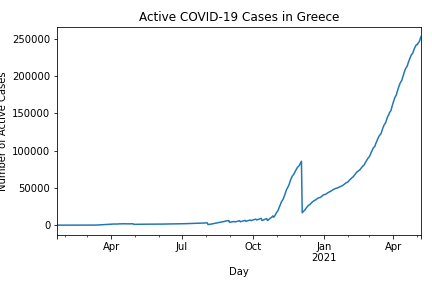 Active COVID-19 Cases in Greece
250000
200000
150000
100000
50000
0
Number of Active Cases
Apr
Jul
Oct
Jan
2021
Apr
Day